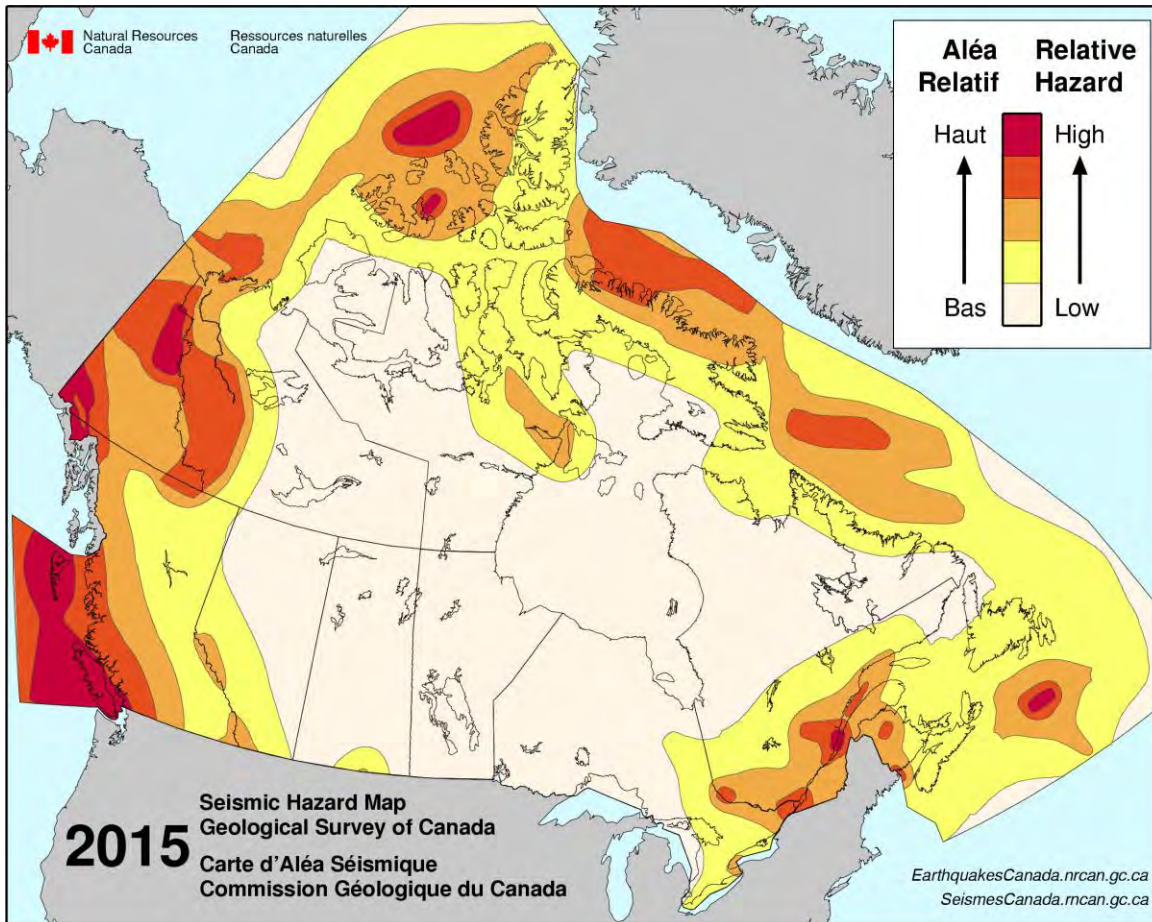 Natural Resources
Canada
Ressources naturelles
Canada
Aléa
Relatif
Relative
Hazard
Haut
High
Bas
Low
2015
Seismic Hazard Map
Geological Survey of Canada
Carte d'Aléa Séismique
Commission Géologique du Canada
EarthquakesCanada.nrcan.gc.ca
SeismesCanada.rncan.gc.ca